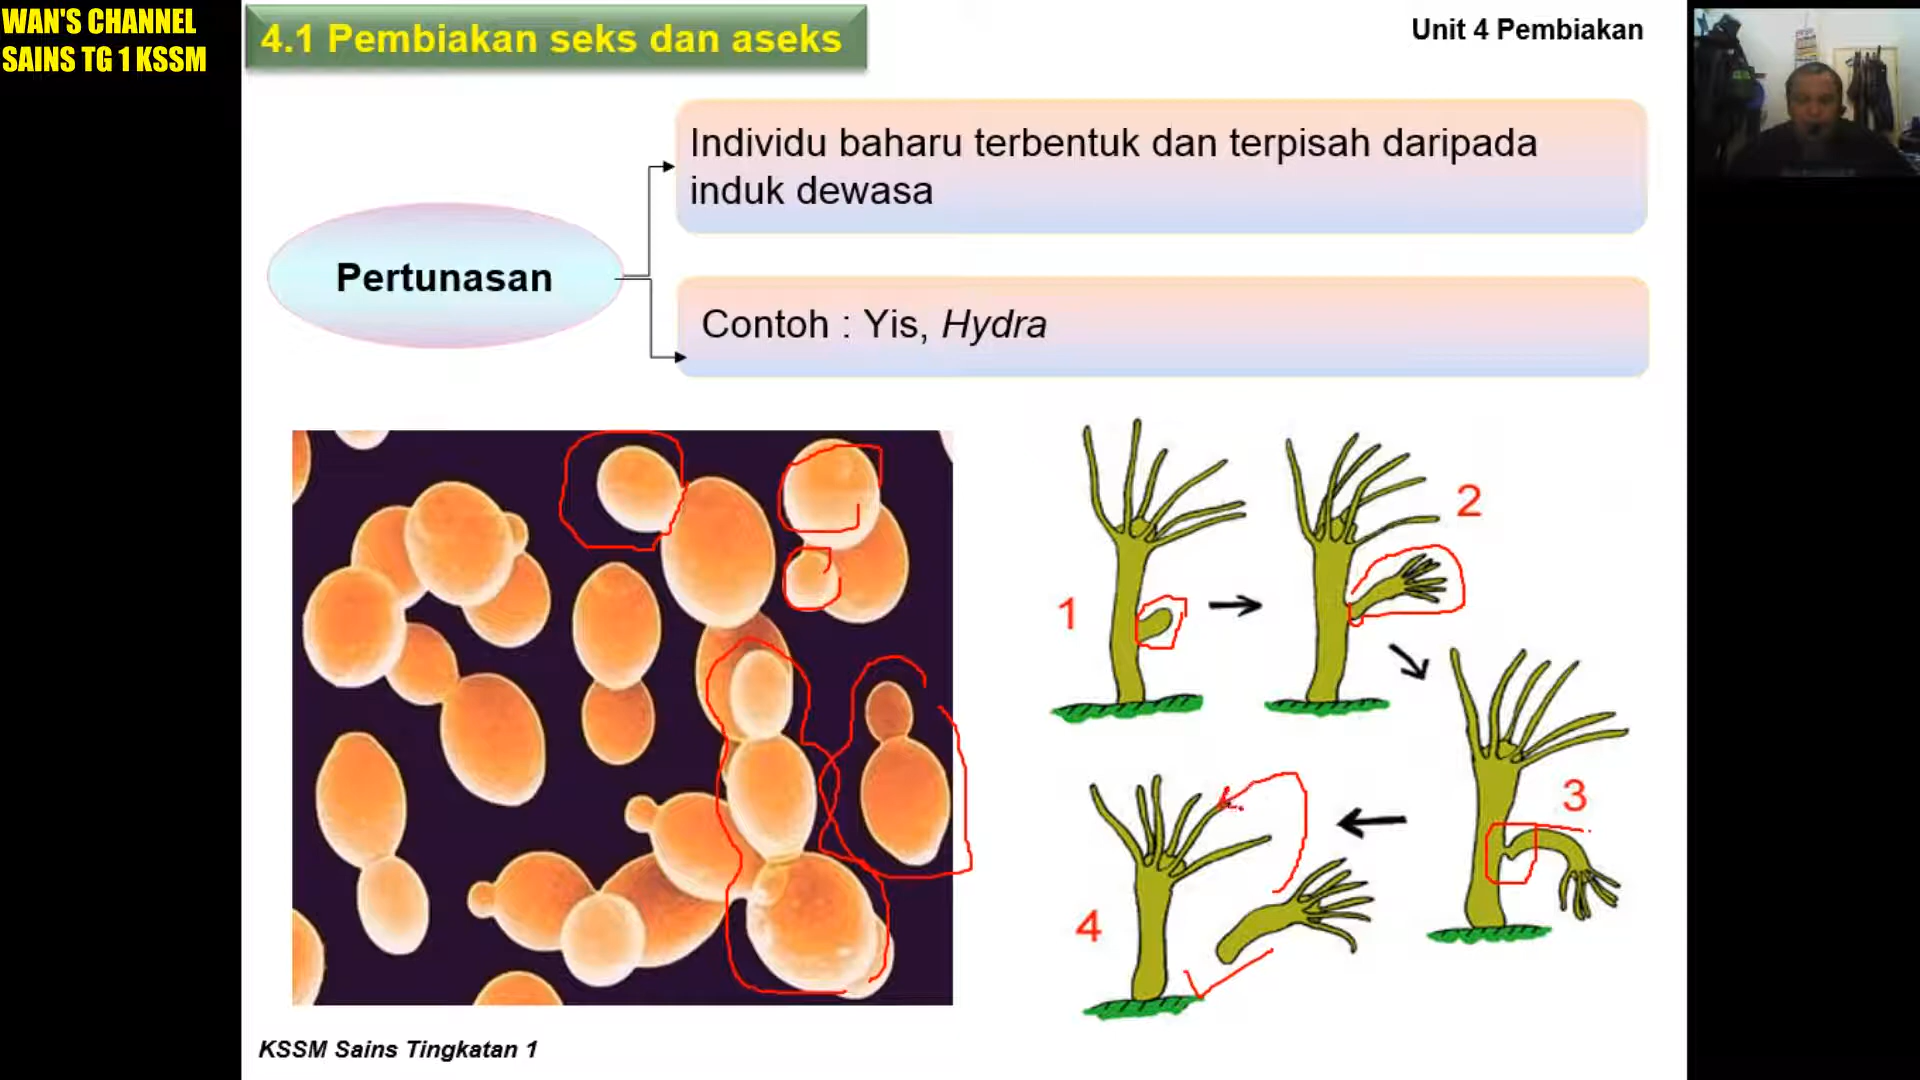 WAN'S CHANNEL
SAINS TG 1 KSSM
4.1 Pembiakan seks dan aseks
Unit 4 Pembiakan
Individu baharu terbentuk dan terpisah daripada
induk dewasa
Pertunasan
Contoh : Yis, Hydra
1
2
3
4
KSSM Sains Tingkatan 1